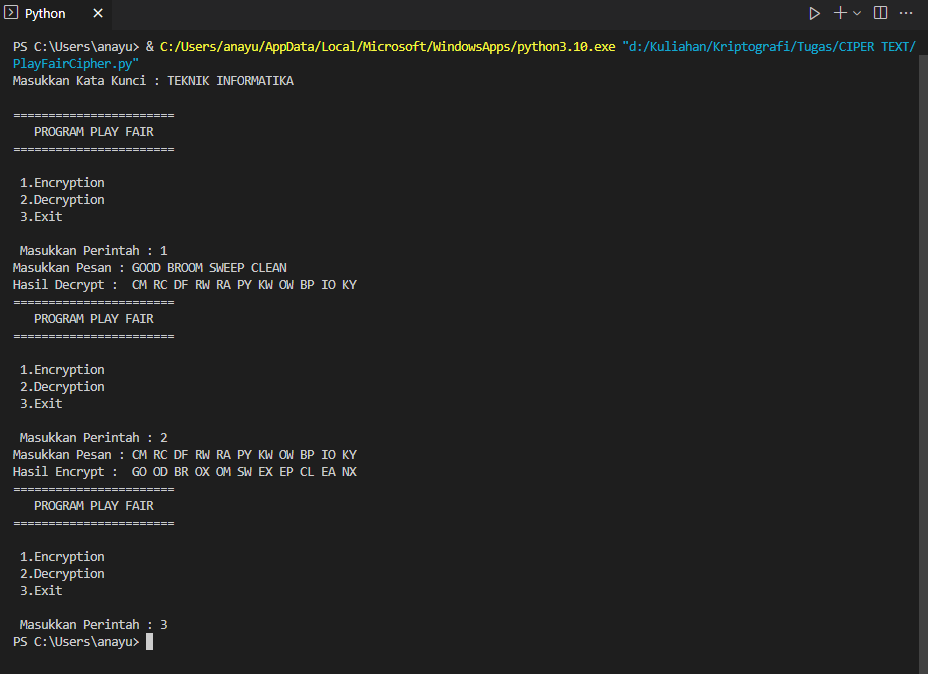 Python
PS C:\Users\anayu> & C:/Users/anayu/AppData/Local/Microsoft/WindowsApps/python3.10.exe "d:/Kuliahan/Kriptografi/Tugas/CIPER TEXT/
PlayFairCipher.py"
Masukkan Kata Kunci : TEKNIK INFORMATIKA
=======================
PROGRAM PLAY FAIR
=======================
1.Encryption
2.Decryption
3.Exit
Masukkan Perintah : 1
Masukkan Pesan : GOOD BROOM SWEEP CLEAN
Hasil Decrypt :  CM RC DF RW RA PY KW OW BP IO KY
=======================
PROGRAM PLAY FAIR
=======================
1.Encryption
2.Decryption
3.Exit
Masukkan Perintah : 2
Masukkan Pesan : CM RC DF RW RA PY KW OW BP IO KY
Hasil Encrypt :  GO OD BR OX OM SW EX EP CL EA NX
=======================
PROGRAM PLAY FAIR
=======================
1.Encryption
2.Decryption
3.Exit
Masukkan Perintah : 3
PS C:\Users\anayu>